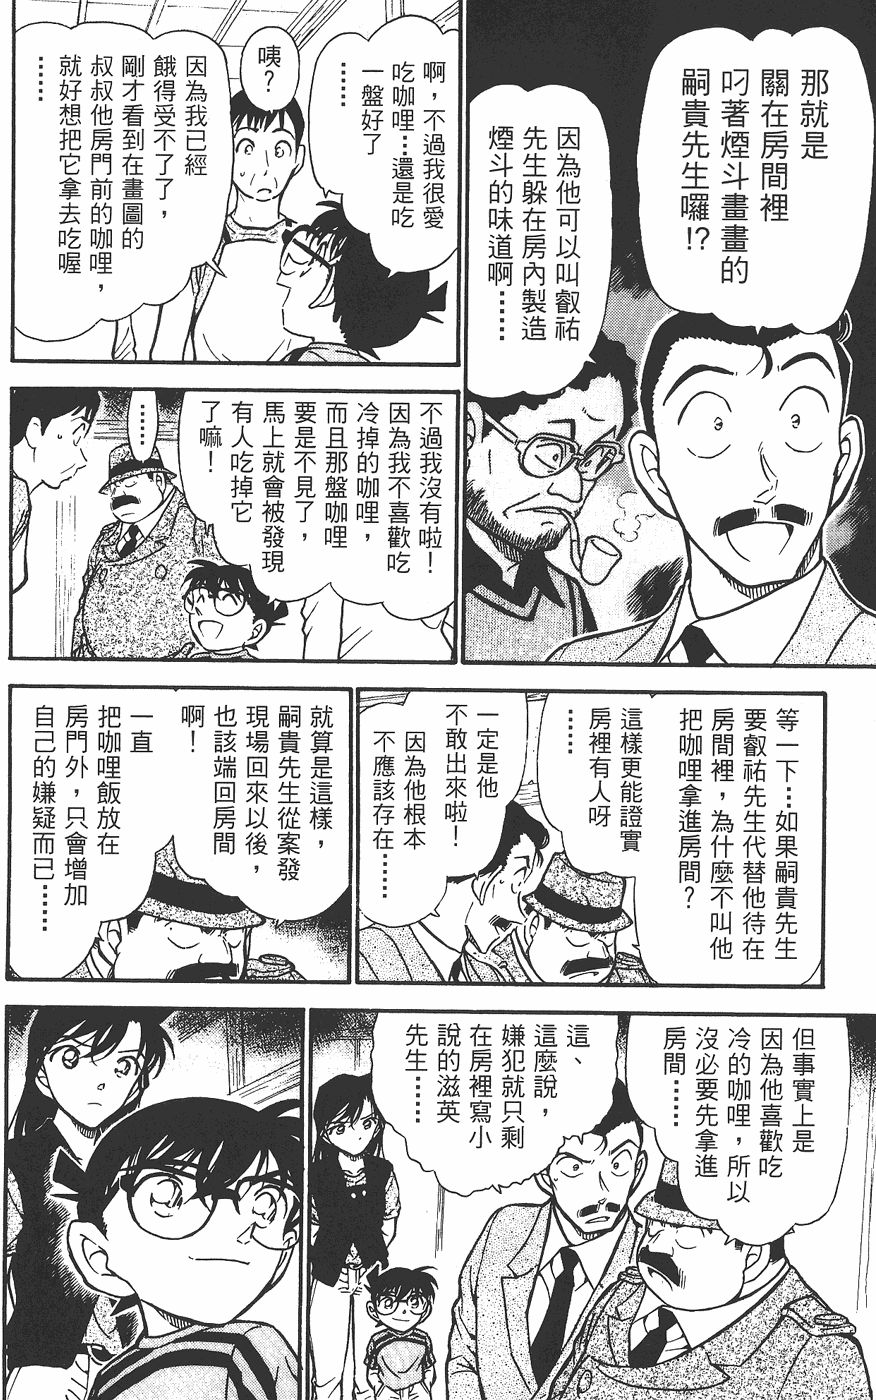 那就是
關在房間裡
叼著煙斗畫畫的
嗣貴先生囉!?
因為他可以叫叡祐
先生躲在房內製造
煙斗的味道啊……
啊，不過我很愛
吃咖哩…還是吃
一盤好了
……
咦?
因為我已經
餓得受不了了，
剛才看到在畫圖的
叔叔他房門前的咖哩，
就好想把它拿去吃喔
……
不過我沒有啦！
因為我不喜歡吃
冷掉的咖哩，
而且那盤咖哩
要是不見了，
馬上就會被發現
有人吃掉它
了嘛！
……
等一下…如果嗣貴先生
要叡祐先生代替他待在
房間裡，為什麼不叫他
把咖哩拿進房間?
這樣更能證實
房裡有人呀
……
一定是他
不敢出來啦！
因為他根本
不應該存在……
就算是這樣，
嗣貴先生從案發
現場回來以後，
也該端回房間
啊！
一直
把咖哩飯放在
房門外，只會增加
自己的嫌疑而已……
但事實上是
因為他喜歡吃
冷的咖哩，所以
沒必要先拿進
房間……
這、
這麼說，
嫌犯就只剩
在房裡寫小
說的滋英
先生……